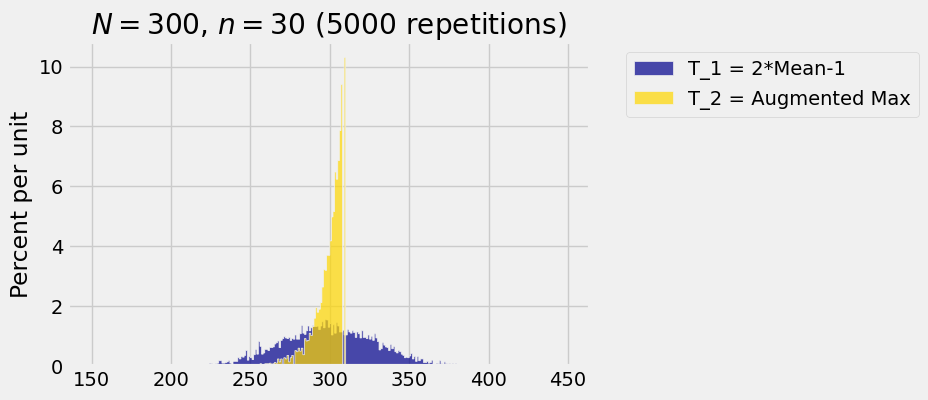 N = 300, n = 30 (5000 repetitions)
T_1 = 2*Mean-1
T_2 = Augmented Max
Percent per unit
10
8
6
4
2
0
150 200 250 300 350 400 450